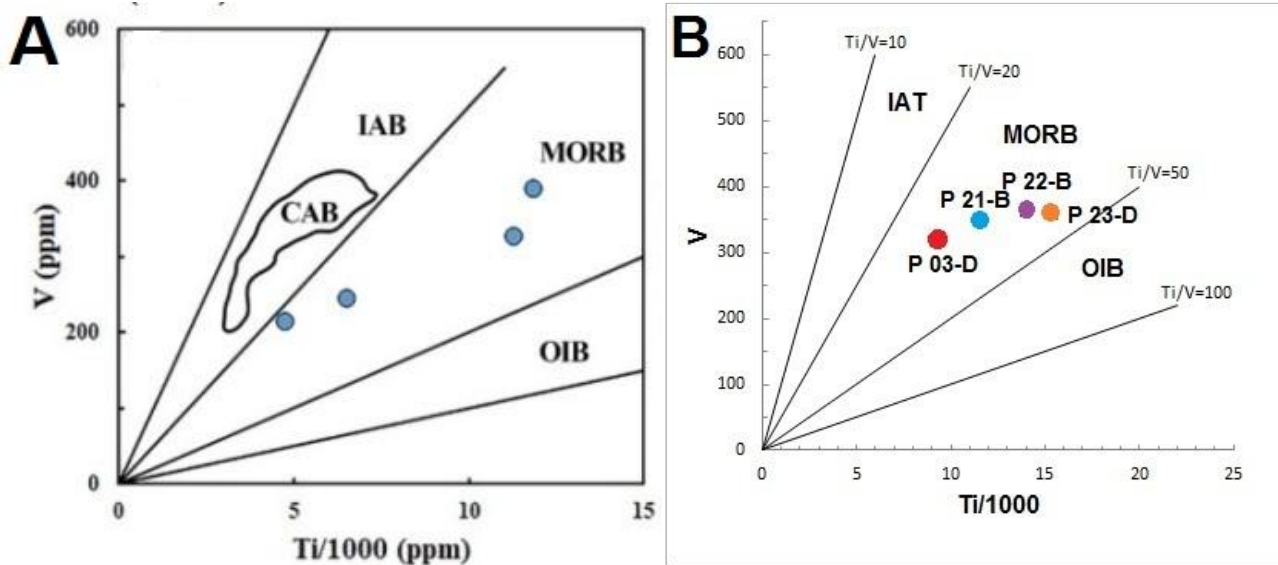 A
600
400
200
0
V (ppm)
IAB
MORB
CAB
OIB
0
5
10
15
Ti/1000 (ppm)
B
600
500
400
300
200
100
0
V
Ti/V=10
Ti/V=20
IAT
MORB
Ti/V=50
P 22-B
P 21-B
P 23-D
P 03-D
OIB
Ti/V=100
0
5
10
15
20
25
Ti/1000